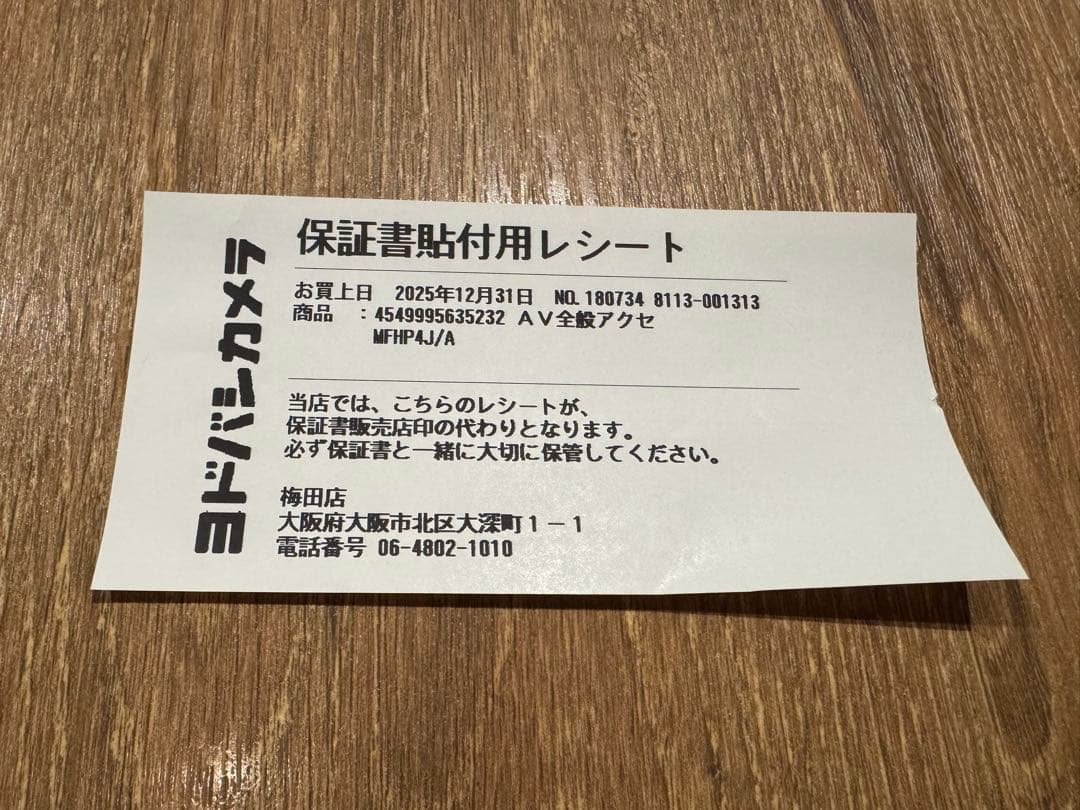 ヨドバシカメラ
保証書貼付用レシート
お買上日 2025年12月31日 NO.180734 8113-001313
商品 :4549995635232 AV全般アクセ
MFHP4J/A
当店では、こちらのレシートが、
保証書販売店印の代わりとなります。
必ず保証書と一緒に大切に保管してください。
梅田店
大阪府大阪市北区大深町1-1
電話番号 06-4802-1010